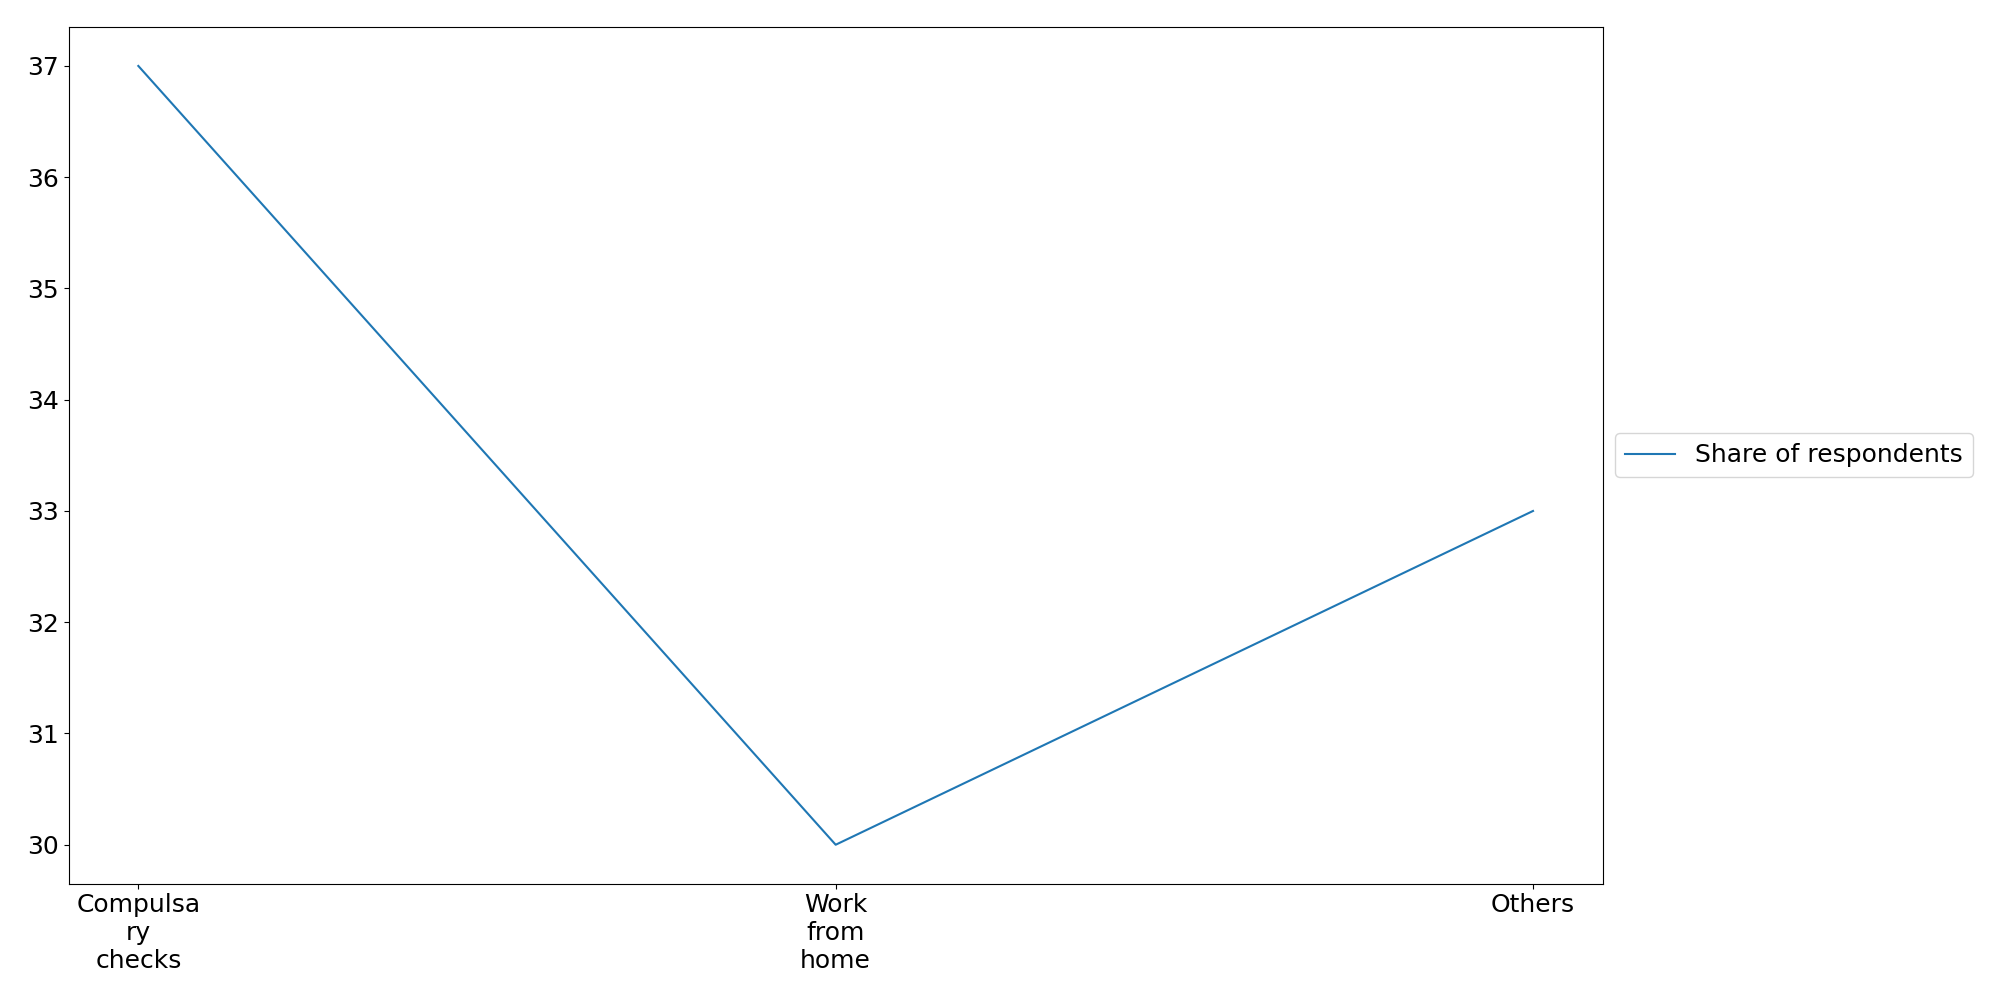 37
36
35
34
33
32
31
30
Share of respondents
Compulsa
ry
checks
Work
from
home
Others